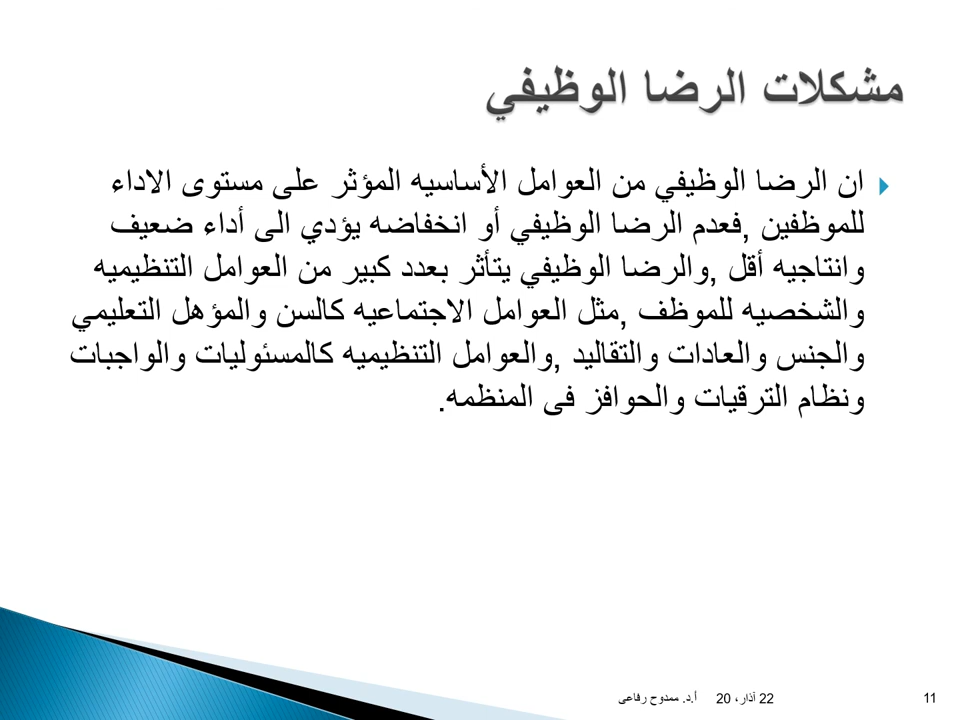 مشكلات الرضا الوظيفي
ان الرضا الوظيفي من العوامل الأساسيه المؤثر على مستوى الاداء
للموظفين ,فعدم الرضا الوظيفي أو انخفاضه يؤدي الى أداء ضعيف
وانتاجيه أقل ,والرضا الوظيفي يتأثر بعدد كبير من العوامل التنظيميه
والشخصيه للموظف ,مثل العوامل الاجتماعيه كالسن والمؤهل التعليمي
والجنس والعادات والتقاليد ,والعوامل التنظيميه كالمسئوليات والواجبات
ونظام الترقيات والحوافز فى المنظمه.
11
22 آذار، 20
أ.د. ممدوح رفاعى